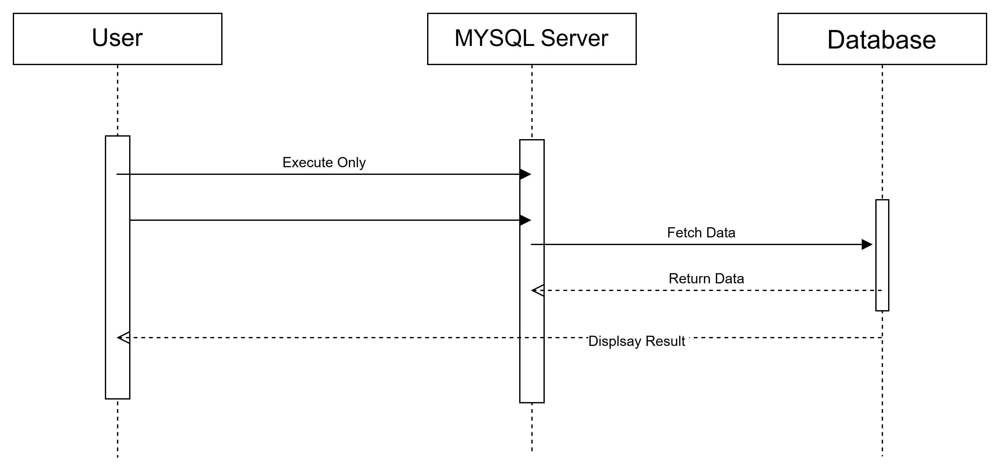 User
MYSQL Server
Database
Execute Only
Fetch Data
Return Data
Displsay Result